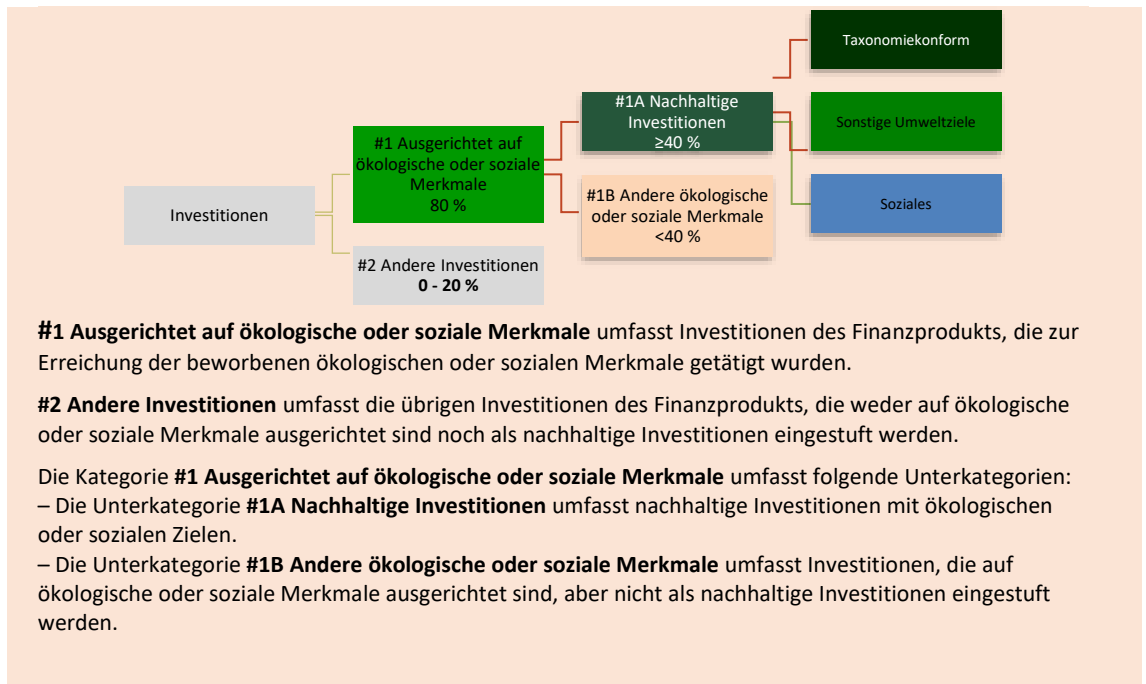 Taxonomiekonform
#1A Nachhaltige
Investitionen
≥40 %
Sonstige Umweltziele
#1 Ausgerichtet auf
ökologische oder soziale
Merkmale
80 %
#1B Andere ökologische
oder soziale Merkmale
<40 %
Soziales
Investitionen
#2 Andere Investitionen
0 - 20 %
#1 Ausgerichtet auf ökologische oder soziale Merkmale umfasst Investitionen des Finanzprodukts, die zur
Erreichung der beworbenen ökologischen oder sozialen Merkmale getätigt wurden.
#2 Andere Investitionen umfasst die übrigen Investitionen des Finanzprodukts, die weder auf ökologische
oder soziale Merkmale ausgerichtet sind noch als nachhaltige Investitionen eingestuft werden.
Die Kategorie #1 Ausgerichtet auf ökologische oder soziale Merkmale umfasst folgende Unterkategorien:
– Die Unterkategorie #1A Nachhaltige Investitionen umfasst nachhaltige Investitionen mit ökologischen
oder sozialen Zielen.
– Die Unterkategorie #1B Andere ökologische oder soziale Merkmale umfasst Investitionen, die auf
ökologische oder soziale Merkmale ausgerichtet sind, aber nicht als nachhaltige Investitionen eingestuft
werden.